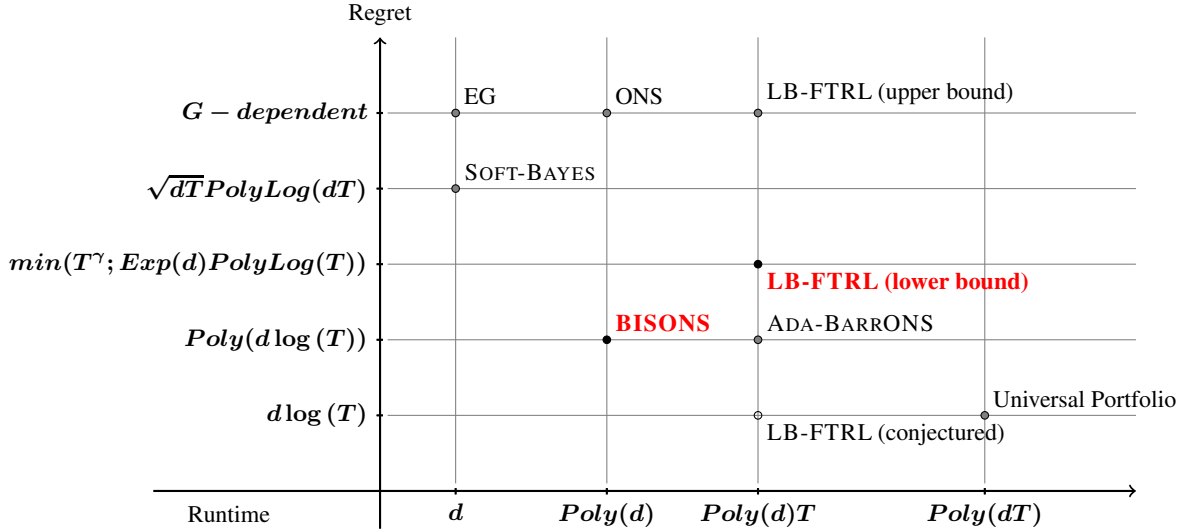 Regret
G − dependent
EG
ONS
LB-FTRL (upper bound)
√dT PolyLog(dT)
SOFT-BAYES
min(T^γ; Exp(d)PolyLog(T))
LB-FTRL (lower bound)
Poly(d log (T))
BISONS
ADA-BARRONS
d log (T)
Universal Portfolio
LB-FTRL (conjectured)
Runtime
d
Poly(d)
Poly(d)T
Poly(dT)